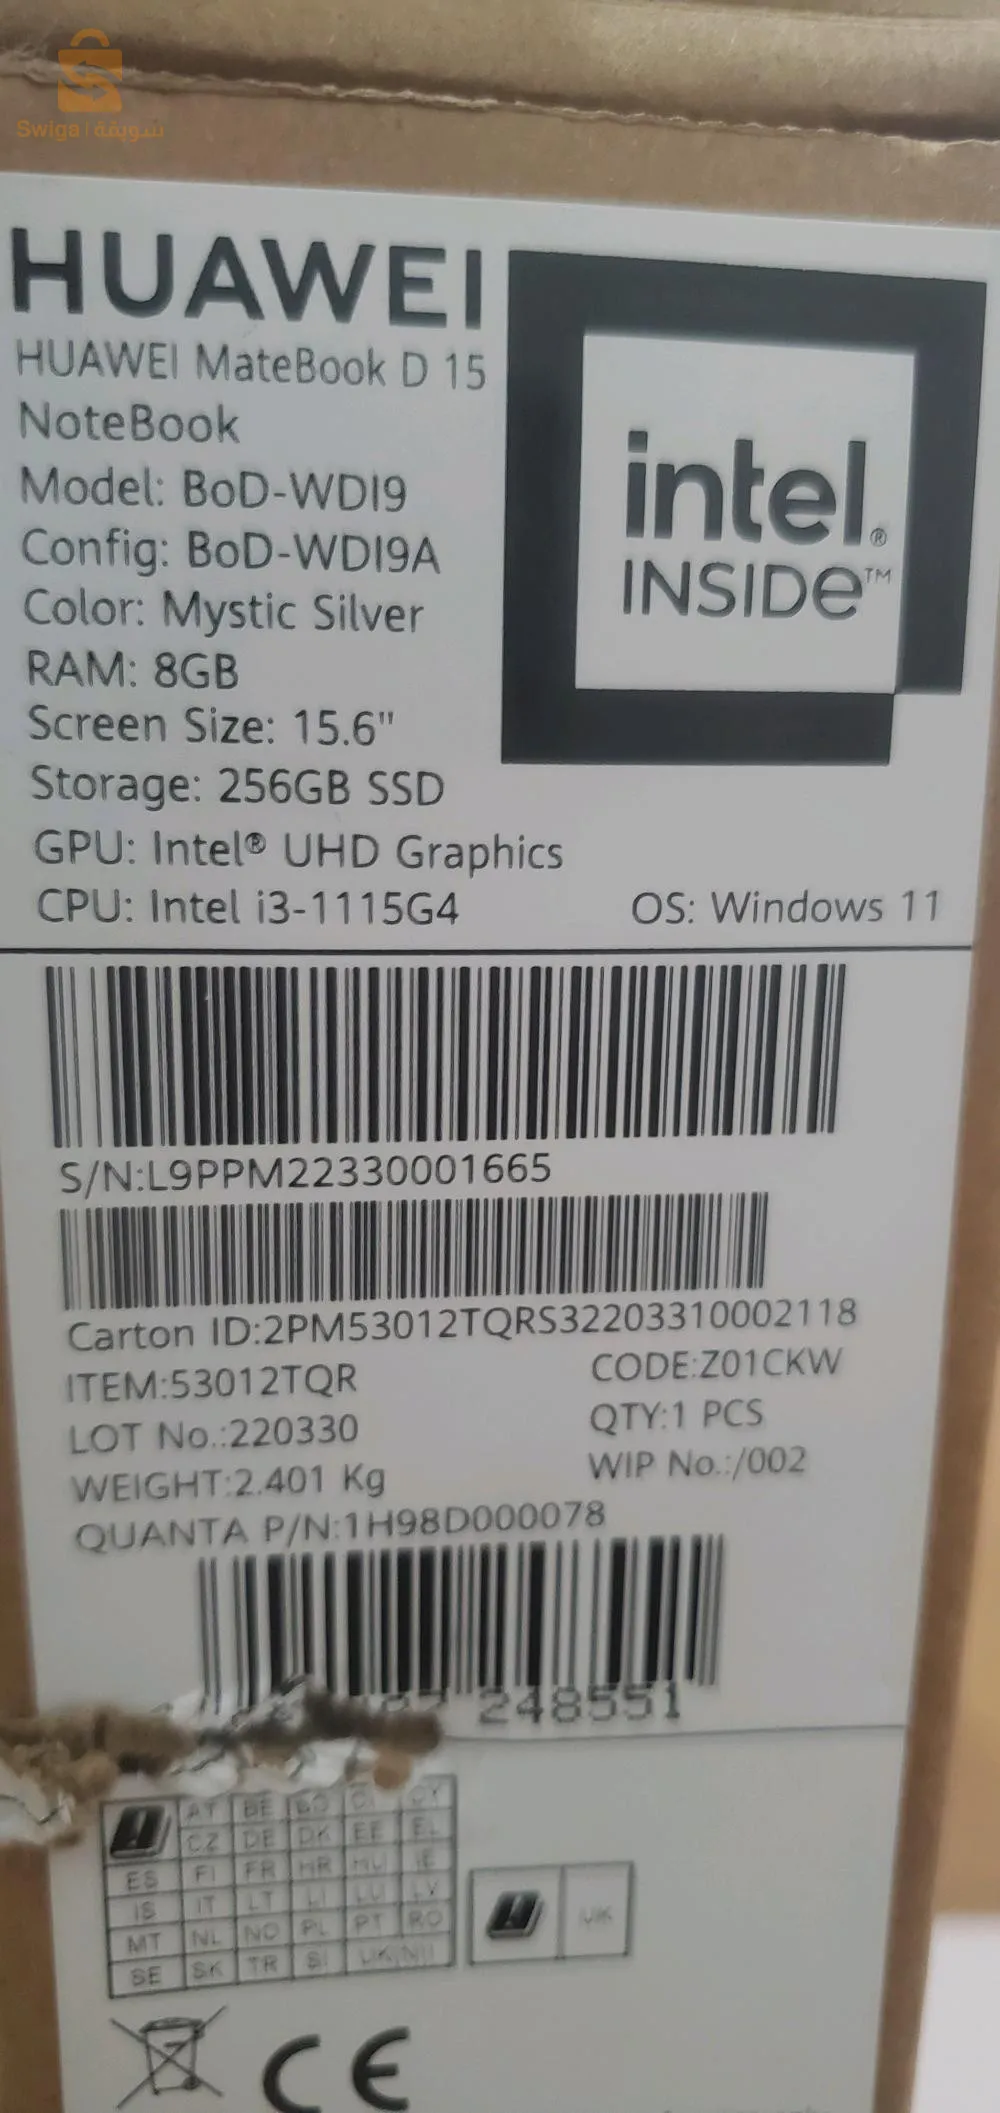 Swiga | سويقة
HUAWEI
HUAWEI MateBook D 15
NoteBook
Model: BoD-WDI9
Config: BoD-WDI9A
Color: Mystic Silver
RAM: 8GB
Screen Size: 15.6"
Storage: 256GB SSD
GPU: Intel® UHD Graphics
CPU: Intel i3-1115G4
OS: Windows 11
intel®
INSIDe™
S/N:L9PPM22330001665
Carton ID:2PM53012TQRS32203310002118
ITEM:53012TQR
CODE:Z01CKW
LOT No.:220330
QTY:1 PCS
WEIGHT:2.401 Kg
WIP No.:/002
QUANTA P/N:1H98D000078
248551
AT BE BG
CZ DE DK EE EL
ES FI FR HR HU IE
IS IT LT LI LU LV
MT NL NO PL PT RO
SE SK TR SI UK(NI)
UK
CE